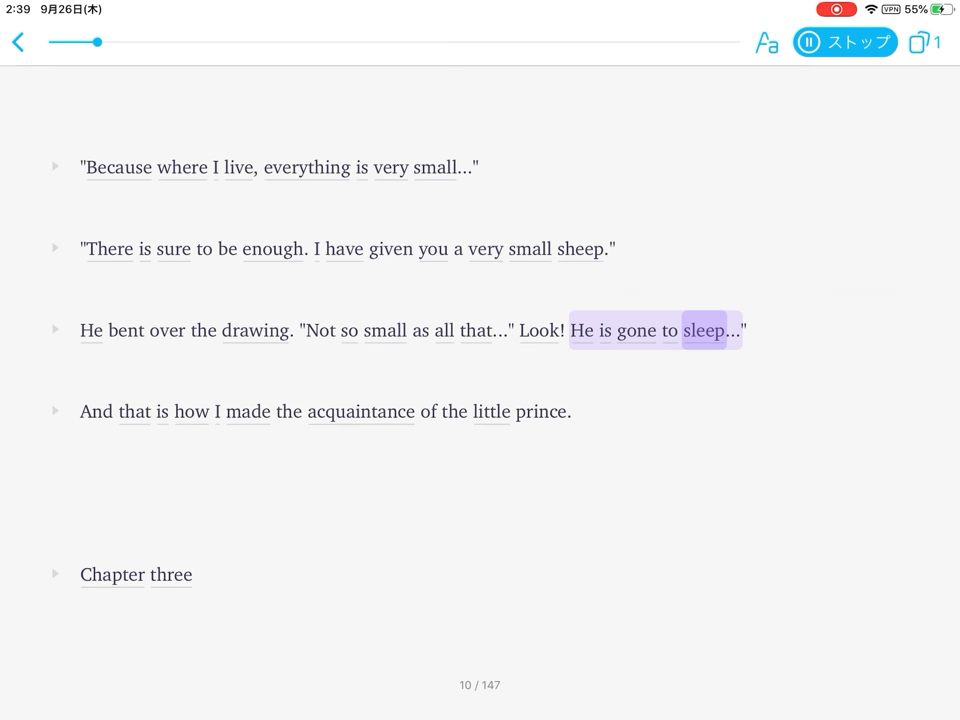 2:39 9月26日(木) VPN 55%
Aa ストップ 1
"Because where I live, everything is very small..."
"There is sure to be enough. I have given you a very small sheep."
He bent over the drawing. "Not so small as all that..." Look! He is gone to sleep..."
And that is how I made the acquaintance of the little prince.
Chapter three
10 / 147